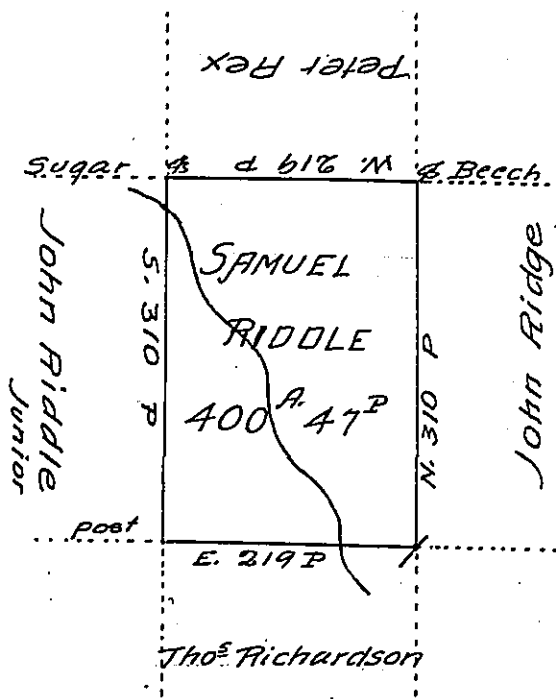 Peter Rex
Sugar
W. 219 P
Beech
John Riddle
Junior
S. 310 P
SAMUEL
RIDDLE
400 A. 47 P
N. 310 P
John Ridge
Post
E. 219 P
Thos Richardson